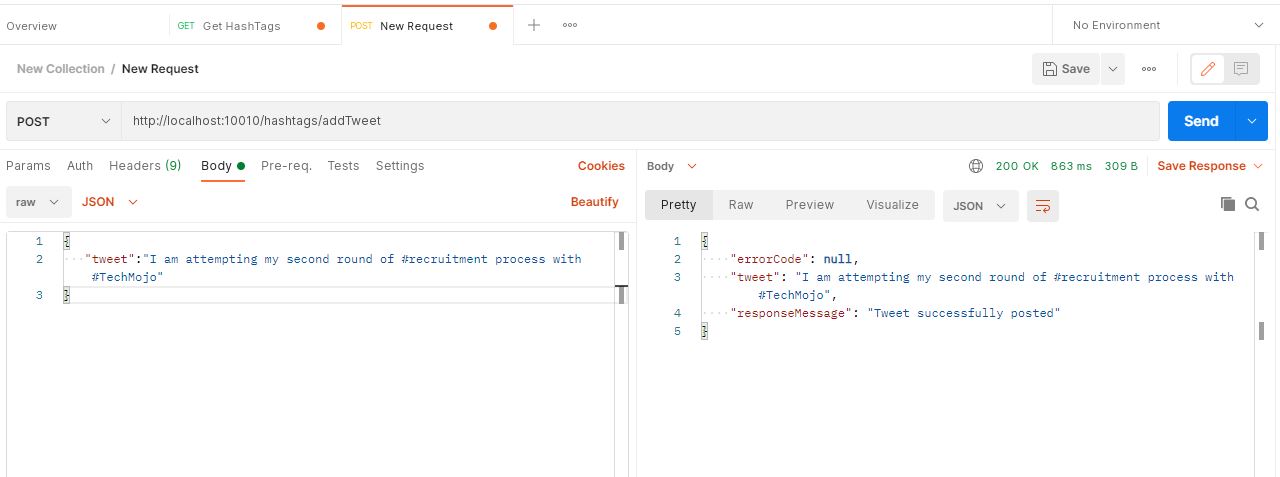 Overview GET Get HashTags POST New Request No Environment
New Collection / New Request Save
POST http://localhost:10010/hashtags/addTweet Send
Params Auth Headers (9) Body Pre-req. Tests Settings Cookies
raw JSON Beautify
1 {
2 "tweet":"I am attempting my second round of #recruitment process with
#TechMojo"
3 }
Body 200 OK 863 ms 309 B Save Response
Pretty Raw Preview Visualize JSON
1 {
2 "errorCode": null,
3 "tweet": "I am attempting my second round of #recruitment process with
#TechMojo",
4 "responseMessage": "Tweet successfully posted"
5 }